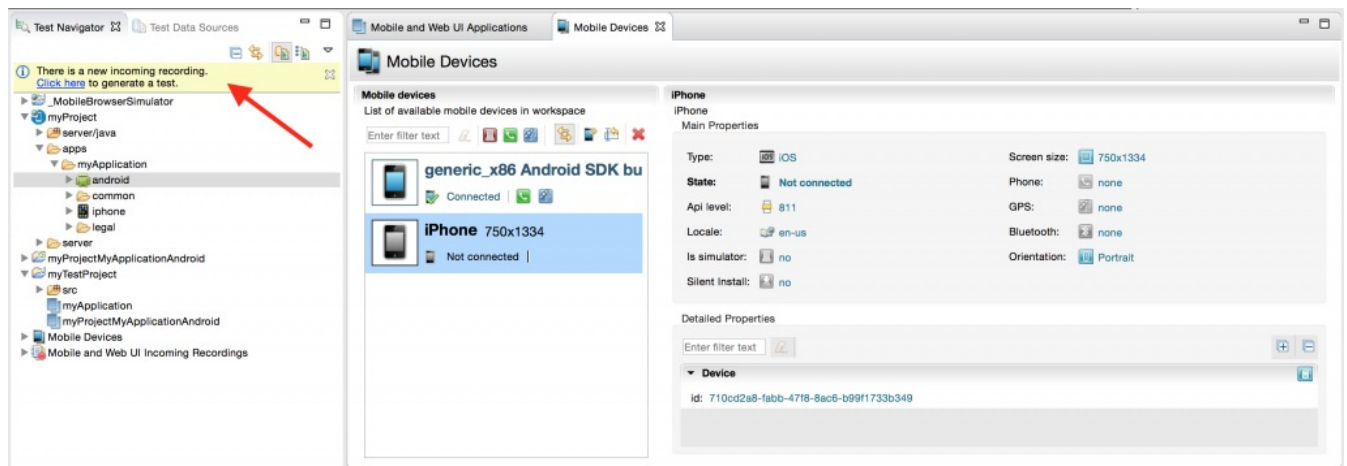 Test Navigator
Test Data Sources
There is a new incoming recording.
Click here to generate a test.
_MobileBrowserSimulator
myProject
server/java
apps
myApplication
android
common
iphone
legal
server
myProjectMyApplicationAndroid
myTestProject
src
myApplication
myProjectMyApplicationAndroid
Mobile Devices
Mobile and Web UI Incoming Recordings
Mobile and Web UI Applications
Mobile Devices
Mobile Devices
Mobile devices
List of available mobile devices in workspace
Enter filter text
generic_x86 Android SDK bu
Connected
iPhone 750x1334
Not connected
iPhone
iPhone
Main Properties
Type: iOS
Screen size: 750x1334
State: Not connected
Phone: none
Api level: 811
GPS: none
Locale: en-us
Bluetooth: none
Is simulator: no
Orientation: Portrait
Silent Install: no
Detailed Properties
Enter filter text
Device
id: 710cd2a8-fabb-47f8-8ac6-b99f1733b349